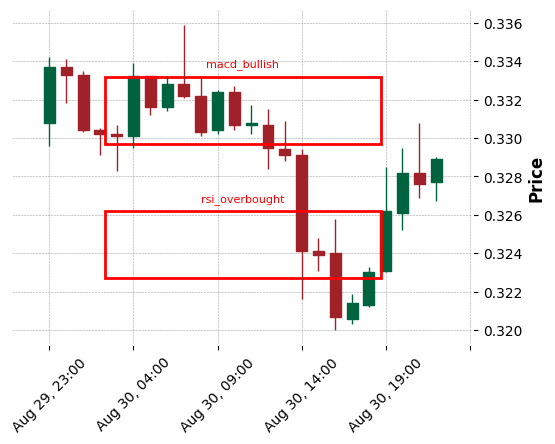 0.336
0.334
macd_bullish
0.332
0.330
0.328
Price
rsi_overbought
0.326
0.324
0.322
0.320
Aug 29, 23:00
Aug 30, 04:00
Aug 30, 09:00
Aug 30, 14:00
Aug 30, 19:00